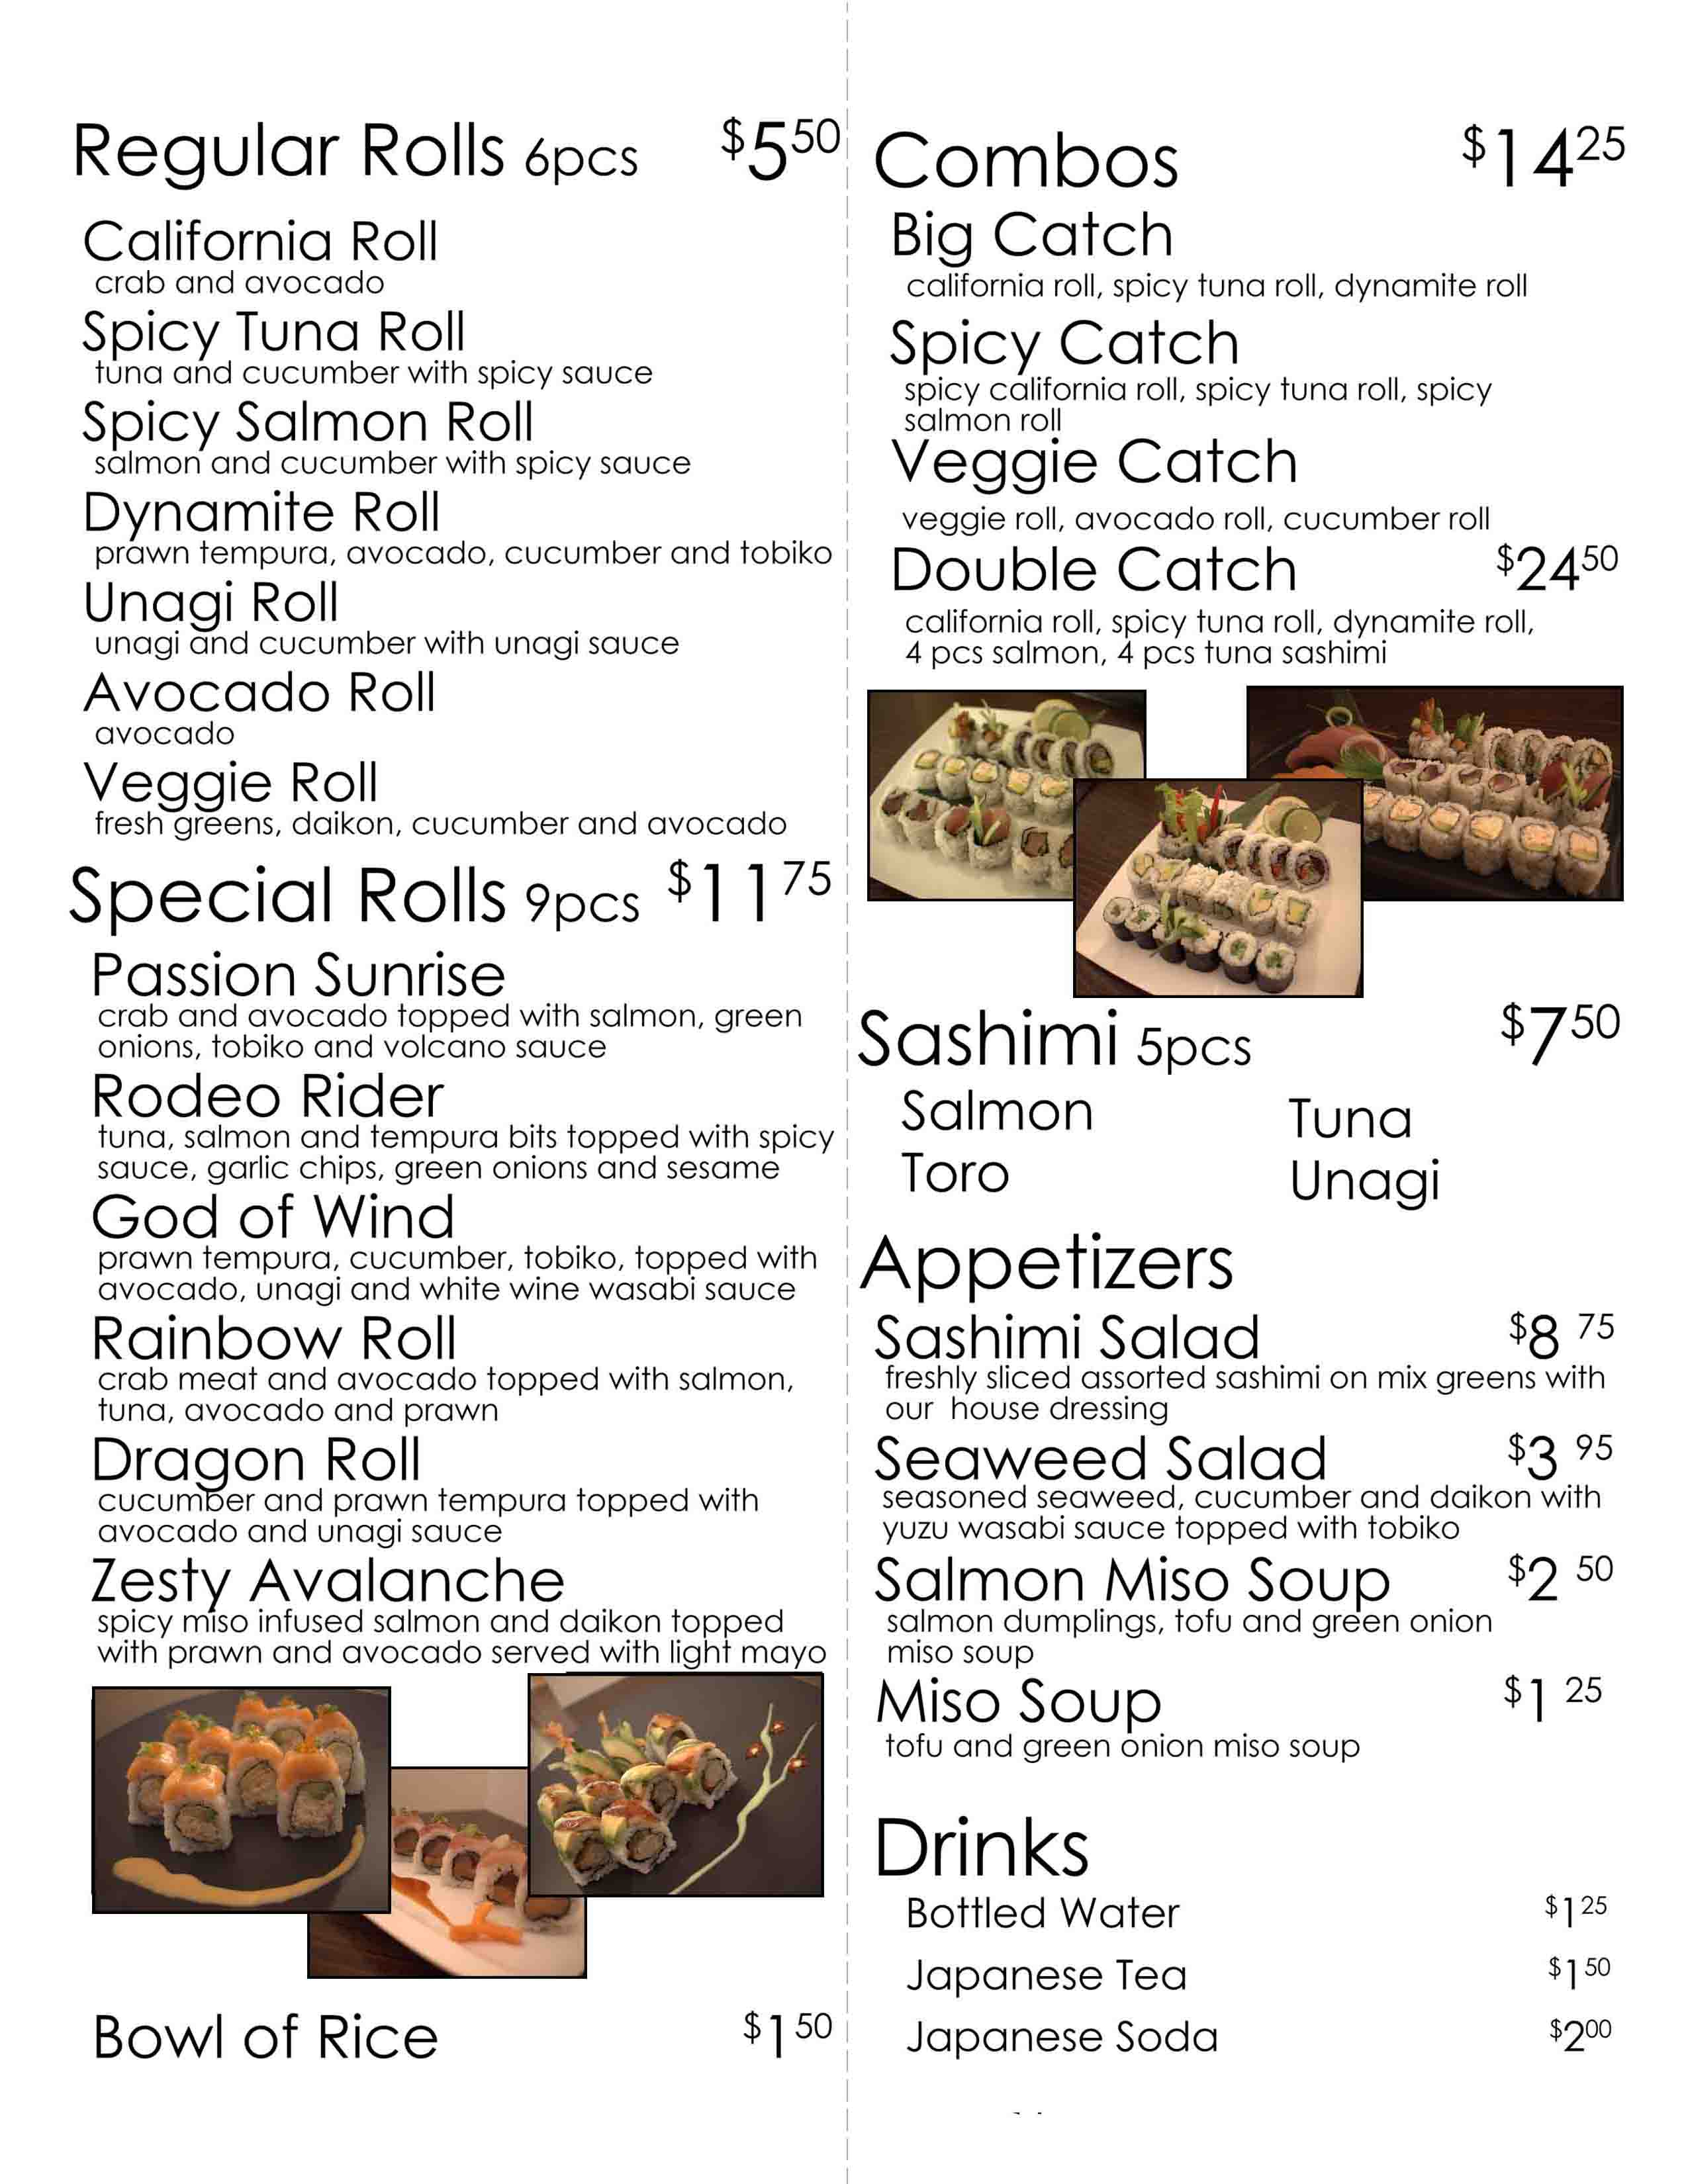 Regular Rolls 6pcs $5 50
California Roll
crab and avocado
Spicy Tuna Roll
tuna and cucumber with spicy sauce
Spicy Salmon Roll
salmon and cucumber with spicy sauce
Dynamite Roll
prawn tempura, avocado, cucumber and tobiko
Unagi Roll
unagi and cucumber with unagi sauce
Avocado Roll
avocado
Veggie Roll
fresh greens, daikon, cucumber and avocado
Special Rolls 9pcs $11 75
Passion Sunrise
crab and avocado topped with salmon, green
onions, tobiko and volcano sauce
Rodeo Rider
tuna, salmon and tempura bits topped with spicy
sauce, garlic chips, green onions and sesame
God of Wind
prawn tempura, cucumber, tobiko, topped with
avocado, unagi and white wine wasabi sauce
Rainbow Roll
crab meat and avocado topped with salmon,
tuna, avocado and prawn
Dragon Roll
cucumber and prawn tempura topped with
avocado and unagi sauce
Zesty Avalanche
spicy miso infused salmon and daikon topped
with prawn and avocado served with light mayo
Bowl of Rice $1 50
Combos $14 25
Big Catch
california roll, spicy tuna roll, dynamite roll
Spicy Catch
spicy california roll, spicy tuna roll, spicy
salmon roll
Veggie Catch
veggie roll, avocado roll, cucumber roll
Double Catch $24 50
california roll, spicy tuna roll, dynamite roll,
4 pcs salmon, 4 pcs tuna sashimi
Sashimi 5pcs $7 50
Salmon Tuna
Toro Unagi
Appetizers
Sashimi Salad $8 75
freshly sliced assorted sashimi on mix greens with
our house dressing
Seaweed Salad $3 95
seasoned seaweed, cucumber and daikon with
yuzu wasabi sauce topped with tobiko
Salmon Miso Soup $2 50
salmon dumplings, tofu and green onion
miso soup
Miso Soup $1 25
tofu and green onion miso soup
Drinks
Bottled Water $1 25
Japanese Tea $1 50
Japanese Soda $2 00